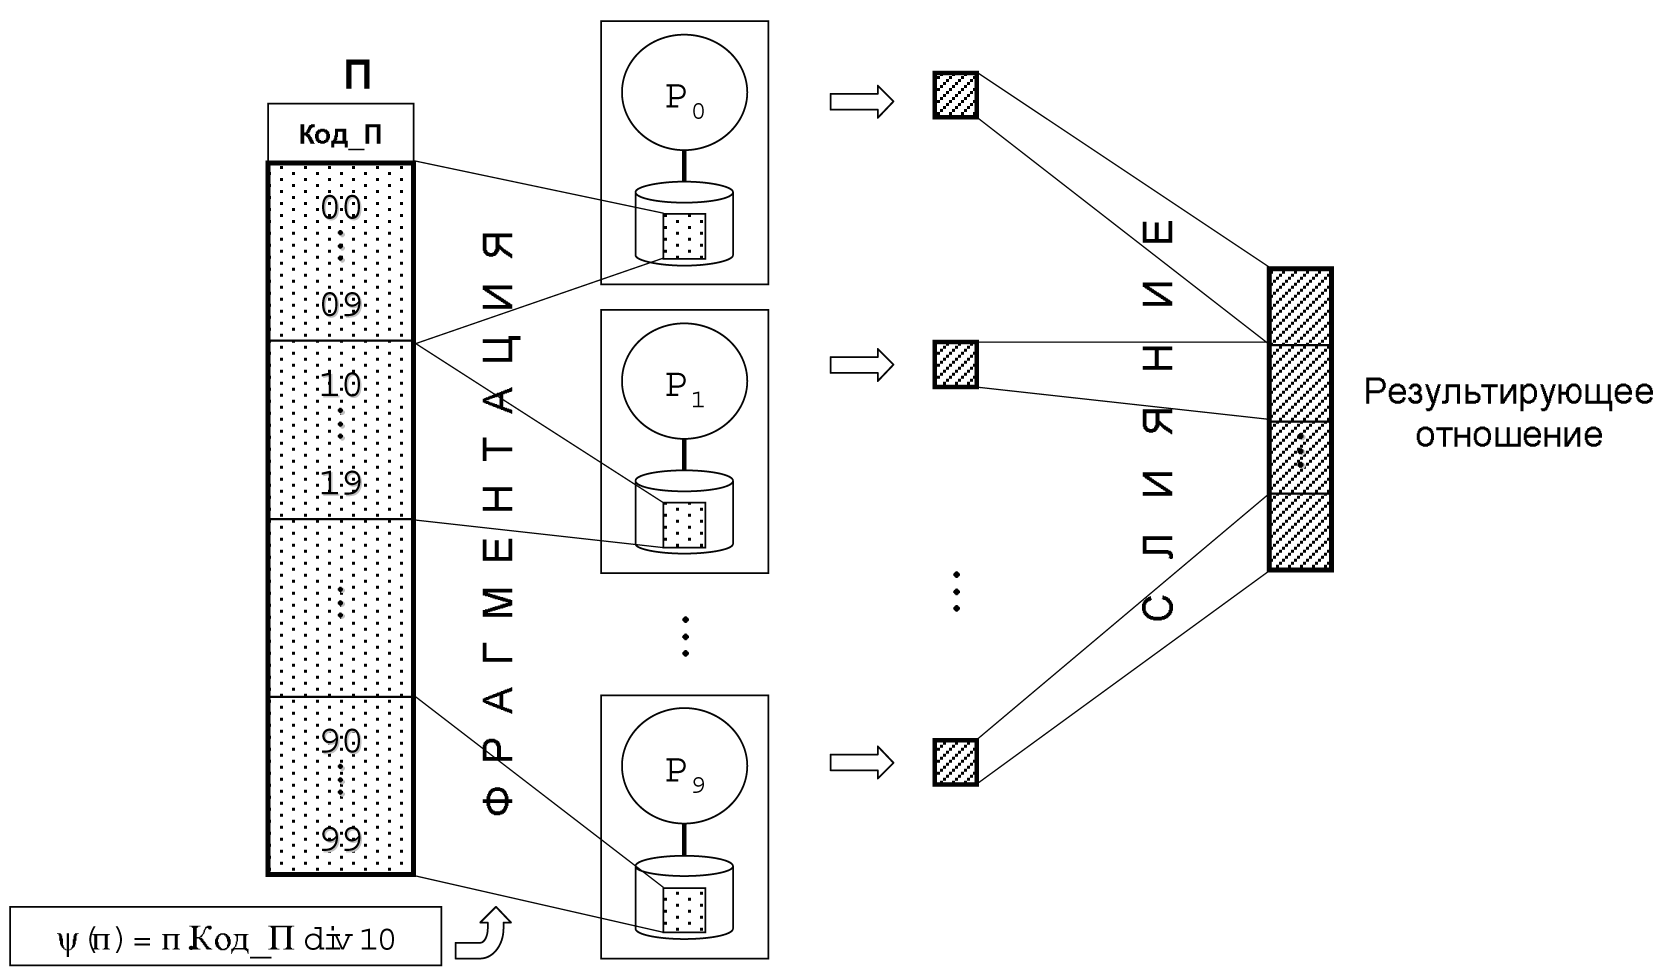 П
Код_П
00
09
10
19
90
99
ψ(п) = п.Код_П div 10
ФРАГМЕНТАЦИЯ
P0
P1
P9
СЛИЯНИЕ
Результирующее
отношение